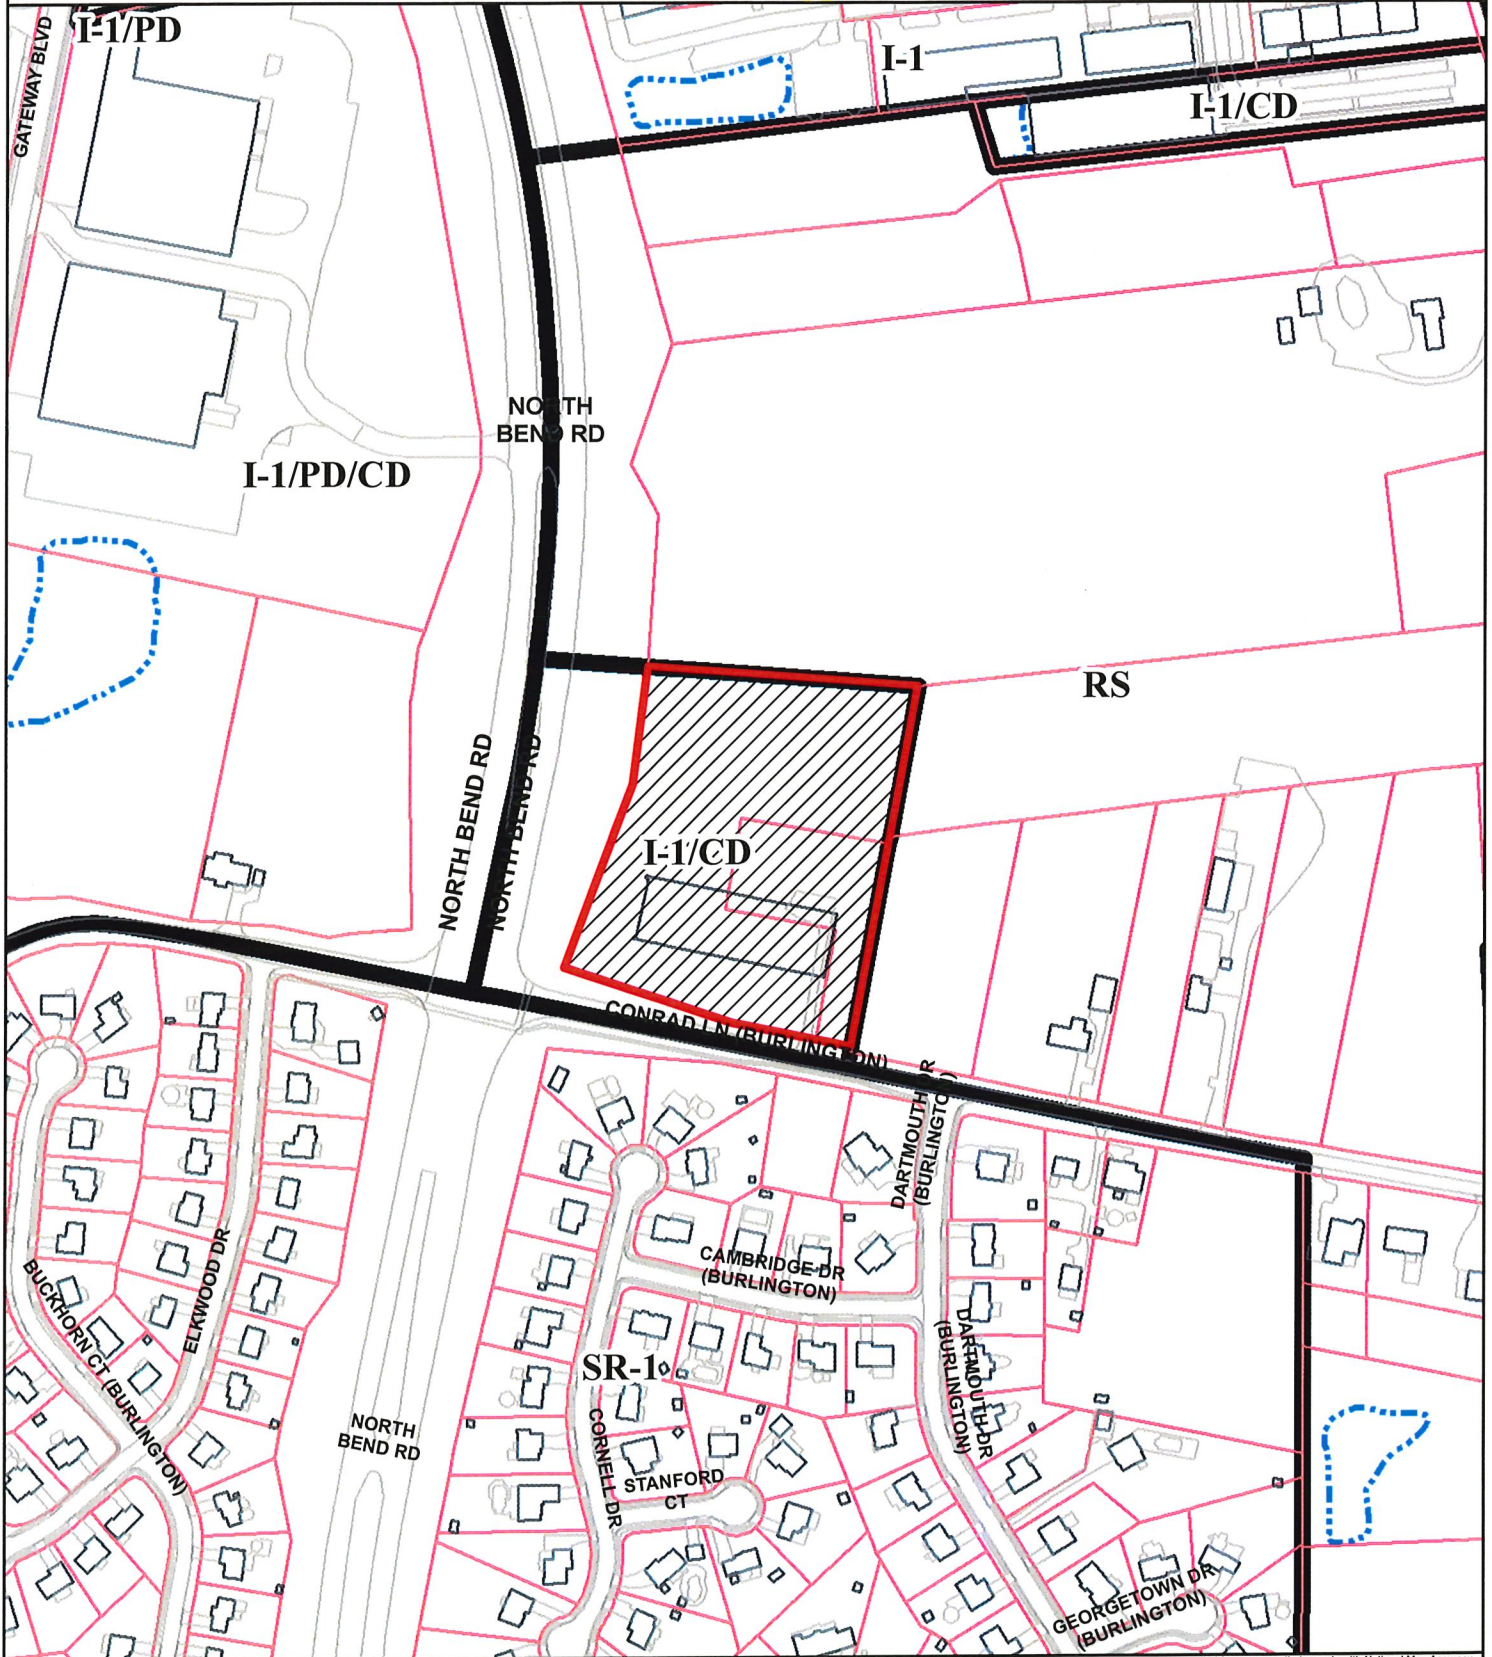 I-1/PD
GATEWAY BLVD
I-1
I-1/CD
NORTH
BEND RD
I-1/PD/CD
RS
NORTH BEND RD
NORTH BEND RD
I-1/CD
CONRAD LN (BURLINGTON)
DARTMOUTH DR
(BURLINGTON)
CAMBRIDGE DR
(BURLINGTON)
ELKWOOD DR
BUCKHORN CT (BURLINGTON)
SR-1
DARTMOUTH DR
(BURLINGTON)
NORTH
BEND RD
CORNELL DR
STANFORD
CT
GEORGETOWN DR
(BURLINGTON)